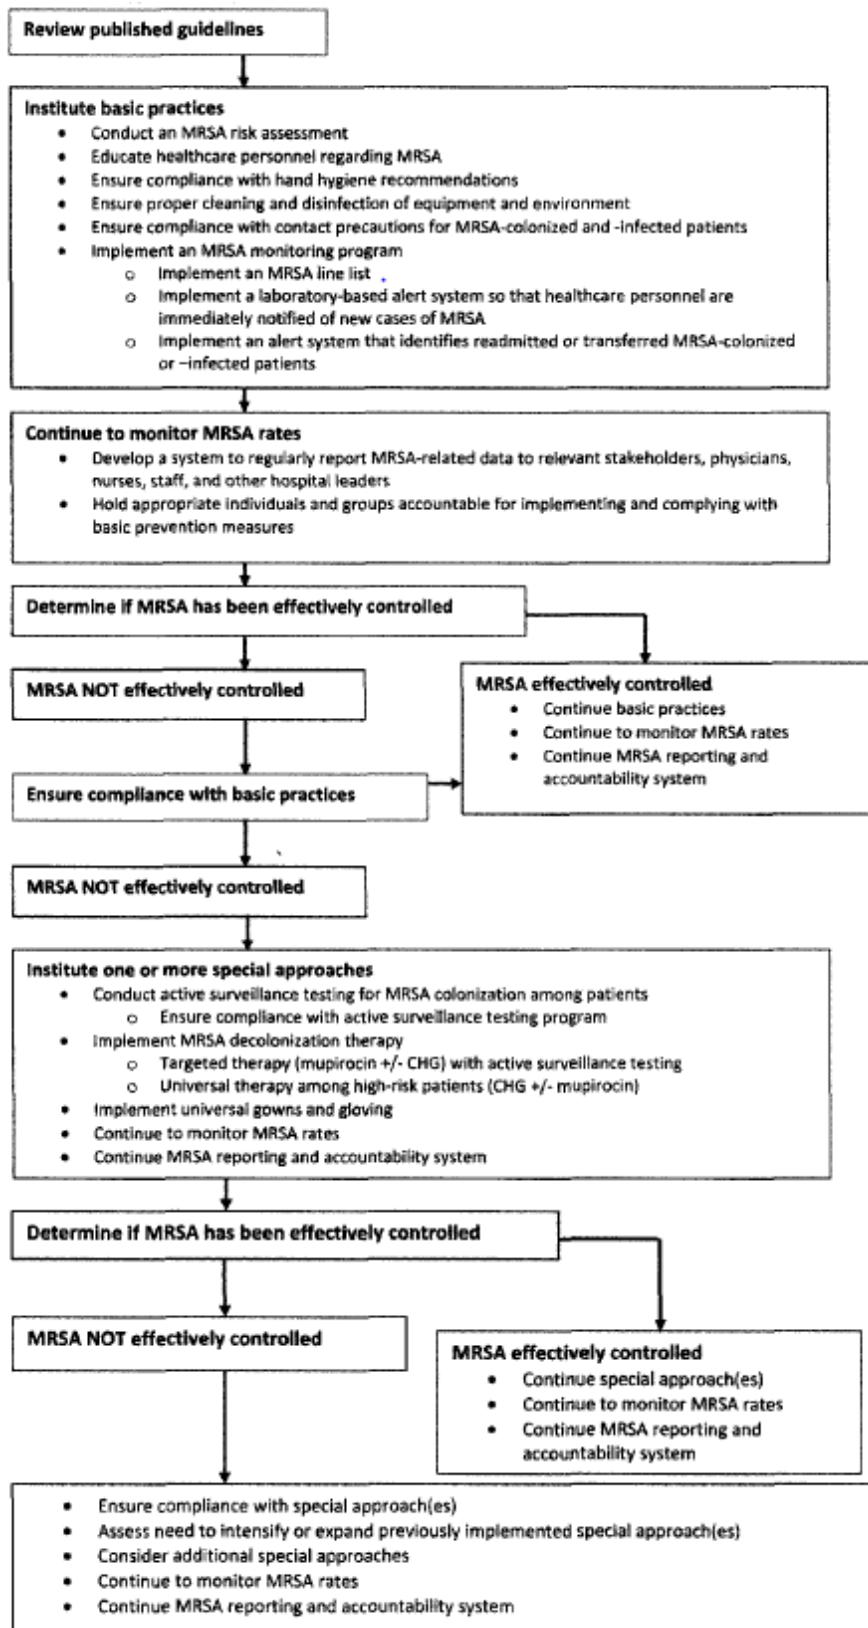 Review published guidelines
Institute basic practices
• Conduct an MRSA risk assessment
• Educate healthcare personnel regarding MRSA
• Ensure compliance with hand hygiene recommendations
• Ensure proper cleaning and disinfection of equipment and environment
• Ensure compliance with contact precautions for MRSA-colonized and -infected patients
• Implement an MRSA monitoring program
o Implement an MRSA line list
o Implement a laboratory-based alert system so that healthcare personnel are
immediately notified of new cases of MRSA
o Implement an alert system that identifies readmitted or transferred MRSA-colonized
or –infected patients
Continue to monitor MRSA rates
• Develop a system to regularly report MRSA-related data to relevant stakeholders, physicians,
nurses, staff, and other hospital leaders
• Hold appropriate individuals and groups accountable for implementing and complying with
basic prevention measures
Determine if MRSA has been effectively controlled
MRSA NOT effectively controlled
MRSA effectively controlled
• Continue basic practices
• Continue to monitor MRSA rates
• Continue MRSA reporting and
accountability system
Ensure compliance with basic practices
MRSA NOT effectively controlled
Institute one or more special approaches
• Conduct active surveillance testing for MRSA colonization among patients
o Ensure compliance with active surveillance testing program
• Implement MRSA decolonization therapy
o Targeted therapy (mupirocin +/- CHG) with active surveillance testing
o Universal therapy among high-risk patients (CHG +/- mupirocin)
• Implement universal gowns and gloving
• Continue to monitor MRSA rates
• Continue MRSA reporting and accountability system
Determine if MRSA has been effectively controlled
MRSA NOT effectively controlled
MRSA effectively controlled
• Continue special approach(es)
• Continue to monitor MRSA rates
• Continue MRSA reporting and
accountability system
• Ensure compliance with special approach(es)
• Assess need to intensify or expand previously implemented special approach(es)
• Consider additional special approaches
• Continue to monitor MRSA rates
• Continue MRSA reporting and accountability system